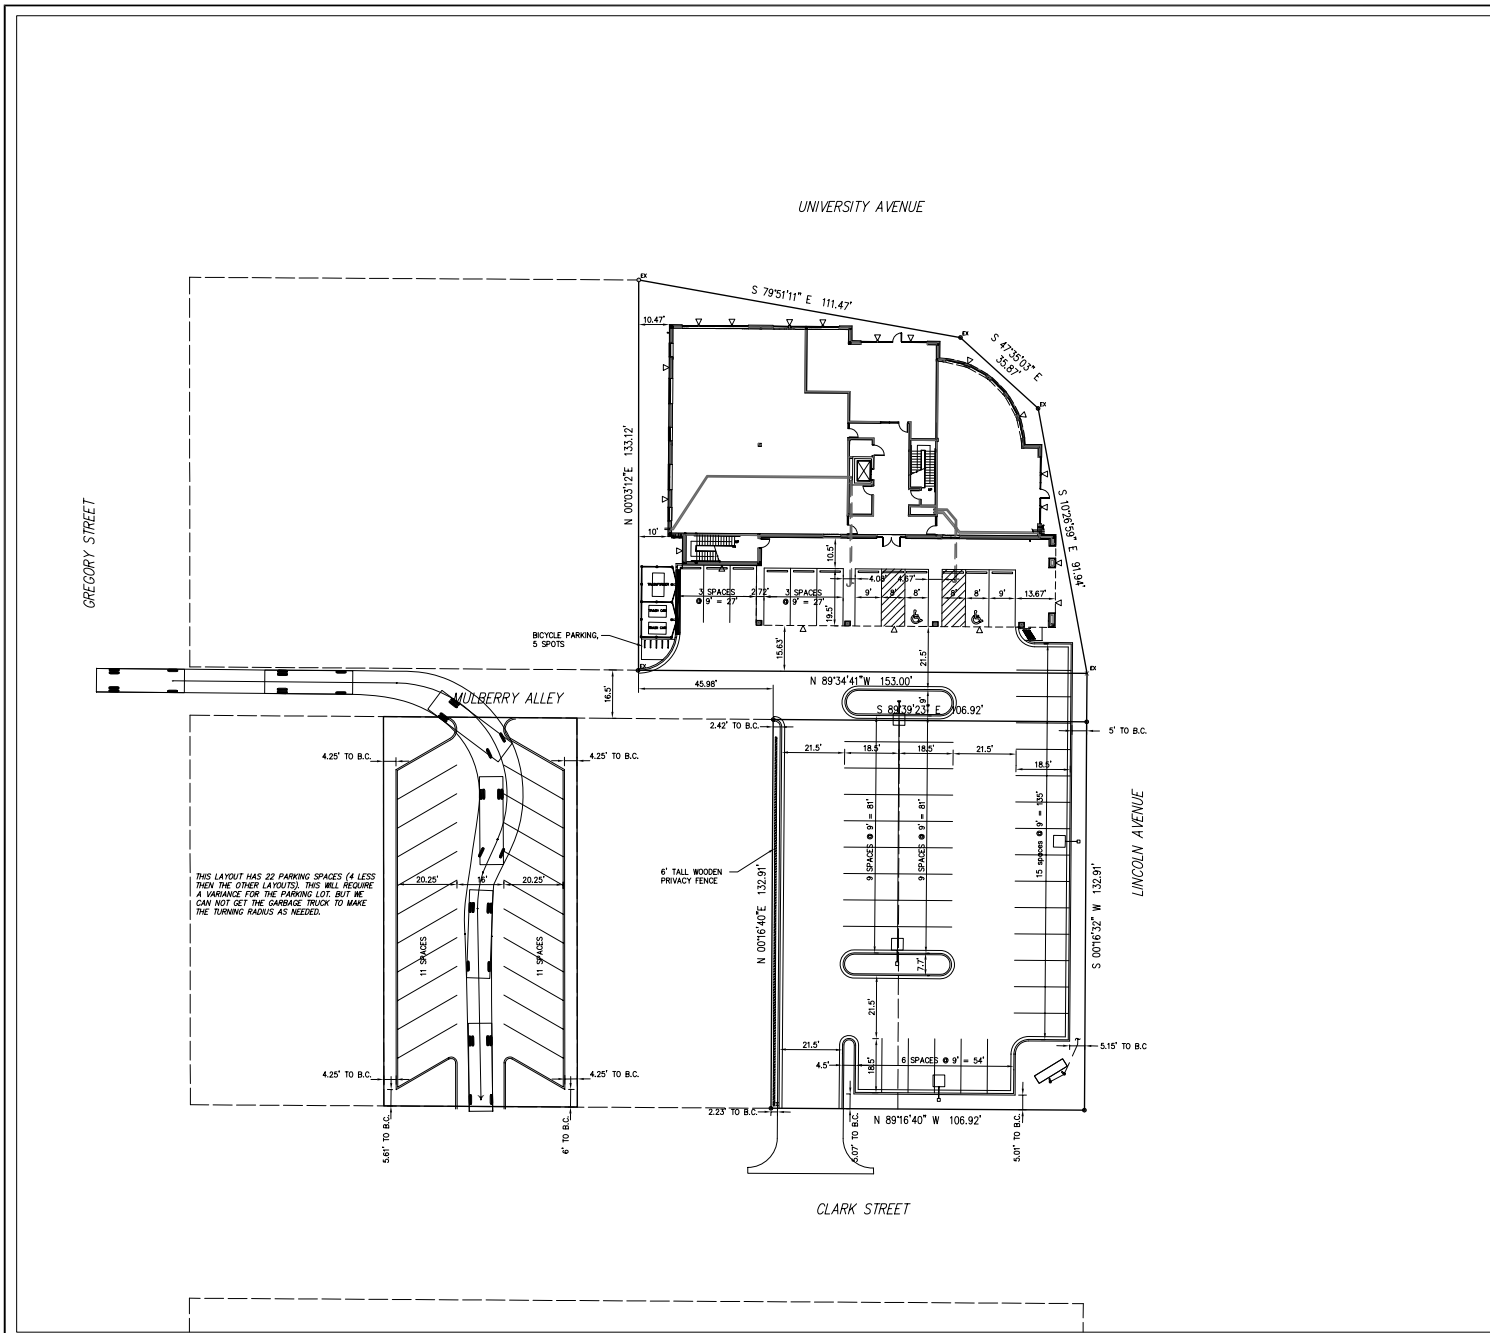 UNIVERSITY AVENUE
EX
S 79°51'11" E 111.47'
10.47'
EX
S 47°35'03" E
35.87'
EX
N 00°03'12"E 133.12'
S 10°26'59" E 91.94'
GREGORY STREET
10'
10.5'
4.08'
4.67'
3 SPACES
@ 9' = 27'
2.72'
3 SPACES
@ 9' = 27'
19.5'
9'
8'
8'
8'
8'
9'
13.67'
BICYCLE PARKING,
5 SPOTS
15.63'
21.5'
EX
EX
N 89°34'41"W 153.00'
MULBERRY ALLEY
16.5'
45.98'
9'
S 89°39'23" E 106.92'
2.42' TO B.C.
5' TO B.C.
4.25' TO B.C.
4.25' TO B.C.
21.5'
18.5'
18.5'
21.5'
18.5'
9 SPACES @ 9' = 81'
9 SPACES @ 9' = 81'
15 spaces @ 9' = 135'
LINCOLN AVENUE
6' TALL WOODEN
PRIVACY FENCE
THIS LAYOUT HAS 22 PARKING SPACES (4 LESS
THEN THE OTHER LAYOUTS). THIS WILL REQUIRE
A VARIANCE FOR THE PARKING LOT. BUT WE
CAN NOT GET THE GARBAGE TRUCK TO MAKE
THE TURNING RADIUS AS NEEDED.
20.25'
16'
20.25'
11 SPACES
11 SPACES
N 00°16'40"E 132.91'
S 00°16'32" W 132.91'
7.7'
21.5'
21.5'
4.5'
18.5'
6 SPACES @ 9' = 54'
5.15' TO B.C
4.25' TO B.C.
4.25' TO B.C.
2.23' TO B.C.
N 89°16'40" W 106.92'
5.61' TO B.C.
6' TO B.C.
5.07' TO B.C.
5.01' TO B.C.
CLARK STREET